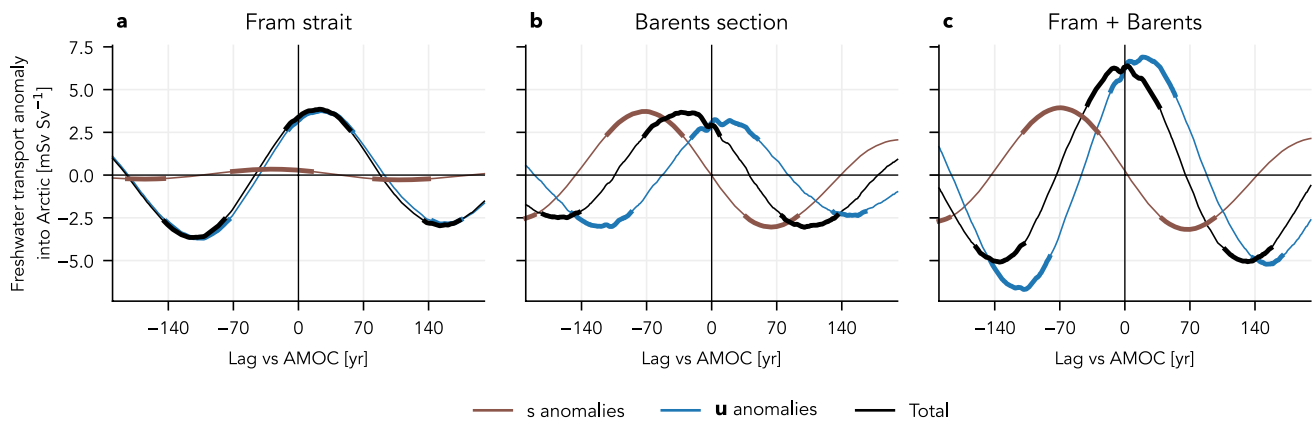 a Fram strait
b Barents section
c Fram + Barents
Freshwater transport anomaly
into Arctic [mSv Sv⁻¹]
7.5
5.0
2.5
0.0
−2.5
−5.0
−140 −70 0 70 140
−140 −70 0 70 140
−140 −70 0 70 140
Lag vs AMOC [yr]
Lag vs AMOC [yr]
Lag vs AMOC [yr]
s anomalies u anomalies Total